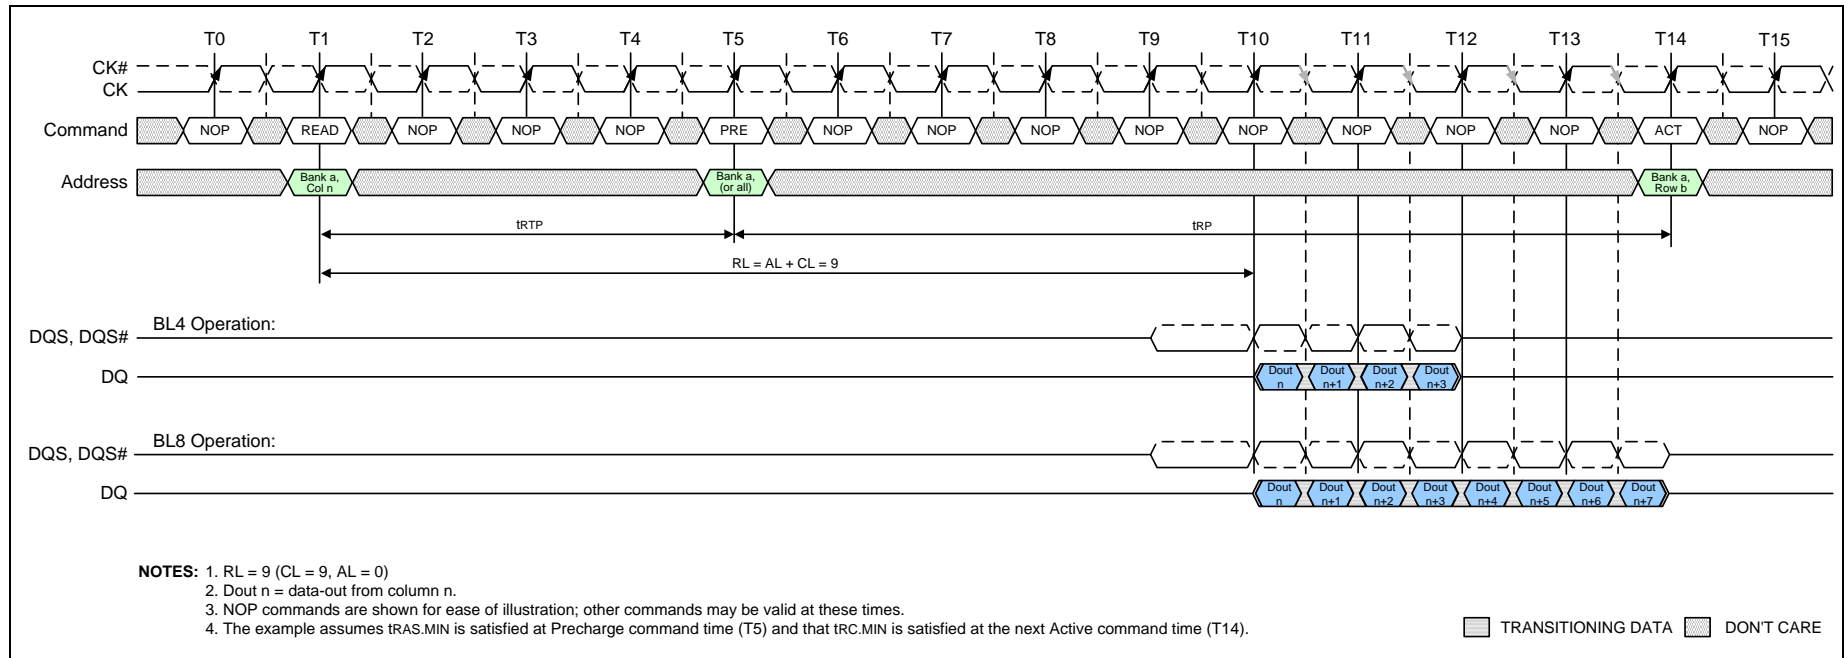 T0 T1 T2 T3 T4 T5 T6 T7 T8 T9 T10 T11 T12 T13 T14 T15
CK#
CK
Command NOP READ NOP NOP NOP PRE NOP NOP NOP NOP NOP NOP NOP NOP ACT NOP
Address Bank a, Col n Bank a, (or all) Bank a, Row b
tRTP tRP
RL = AL + CL = 9
BL4 Operation:
DQS, DQS#
DQ Dout n Dout n+1 Dout n+2 Dout n+3
BL8 Operation:
DQS, DQS#
DQ Dout n Dout n+1 Dout n+2 Dout n+3 Dout n+4 Dout n+5 Dout n+6 Dout n+7
NOTES: 1. RL = 9 (CL = 9, AL = 0)
2. Dout n = data-out from column n.
3. NOP commands are shown for ease of illustration; other commands may be valid at these times.
4. The example assumes tRAS.MIN is satisfied at Precharge command time (T5) and that tRC.MIN is satisfied at the next Active command time (T14).
TRANSITIONING DATA DON'T CARE